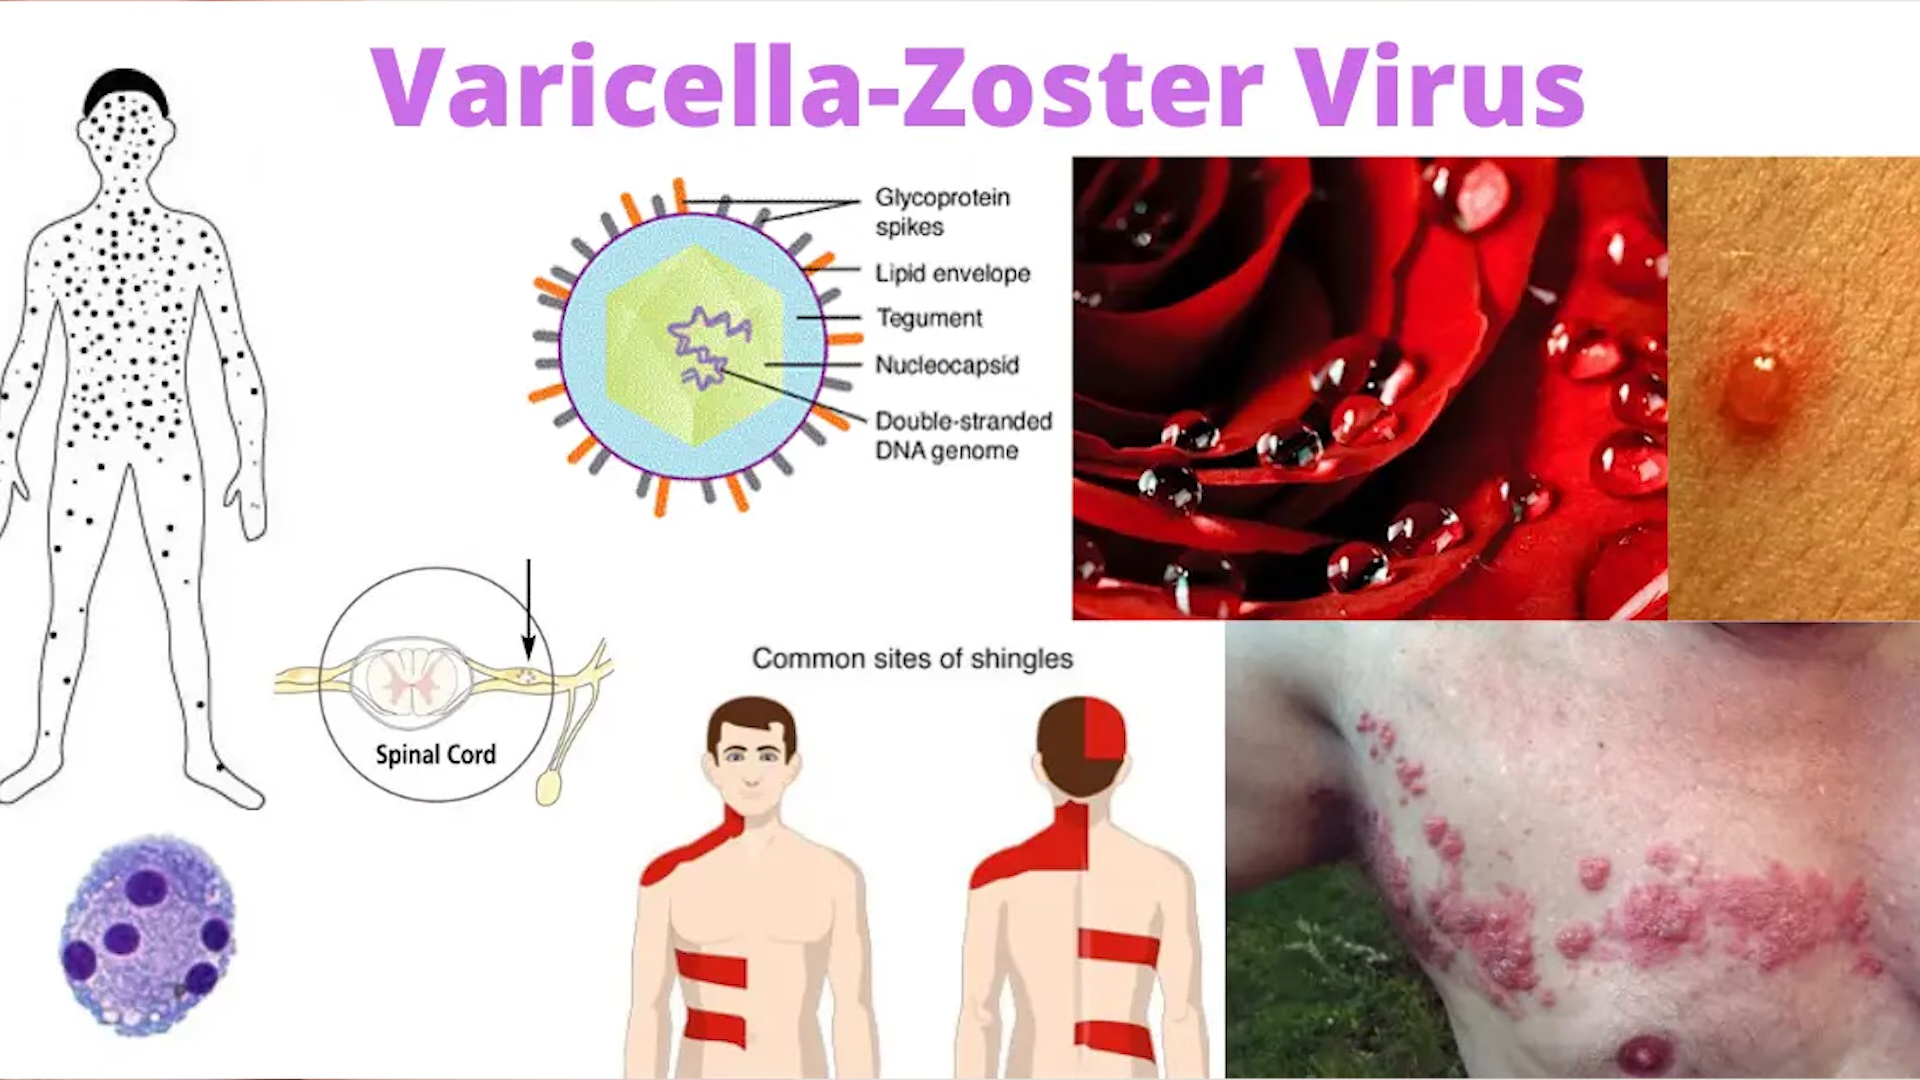 Varicella-Zoster Virus
Glycoprotein
spikes
Lipid envelope
Tegument
Nucleocapsid
Double-stranded
DNA genome
Spinal Cord
Common sites of shingles